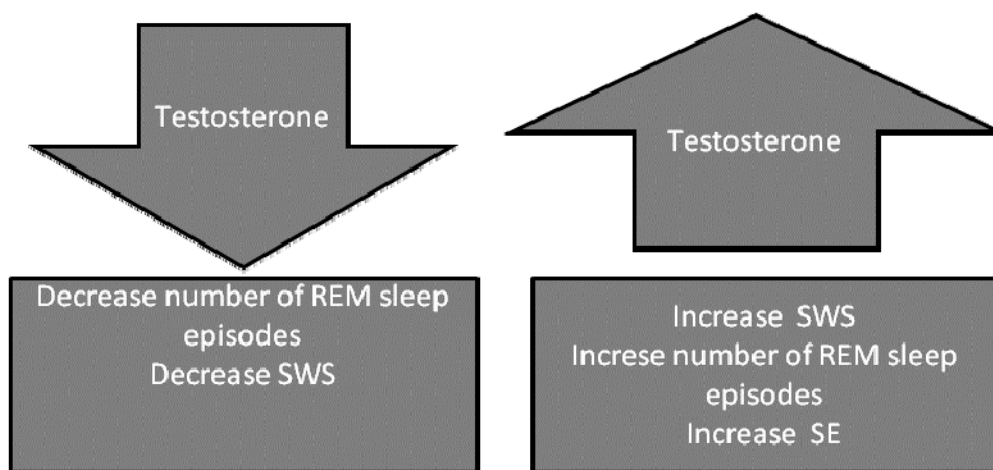 Testosterone
Decrease number of REM sleep
episodes
Decrease SWS
Testosterone
Increase SWS
Increse number of REM sleep
episodes
Increase SE